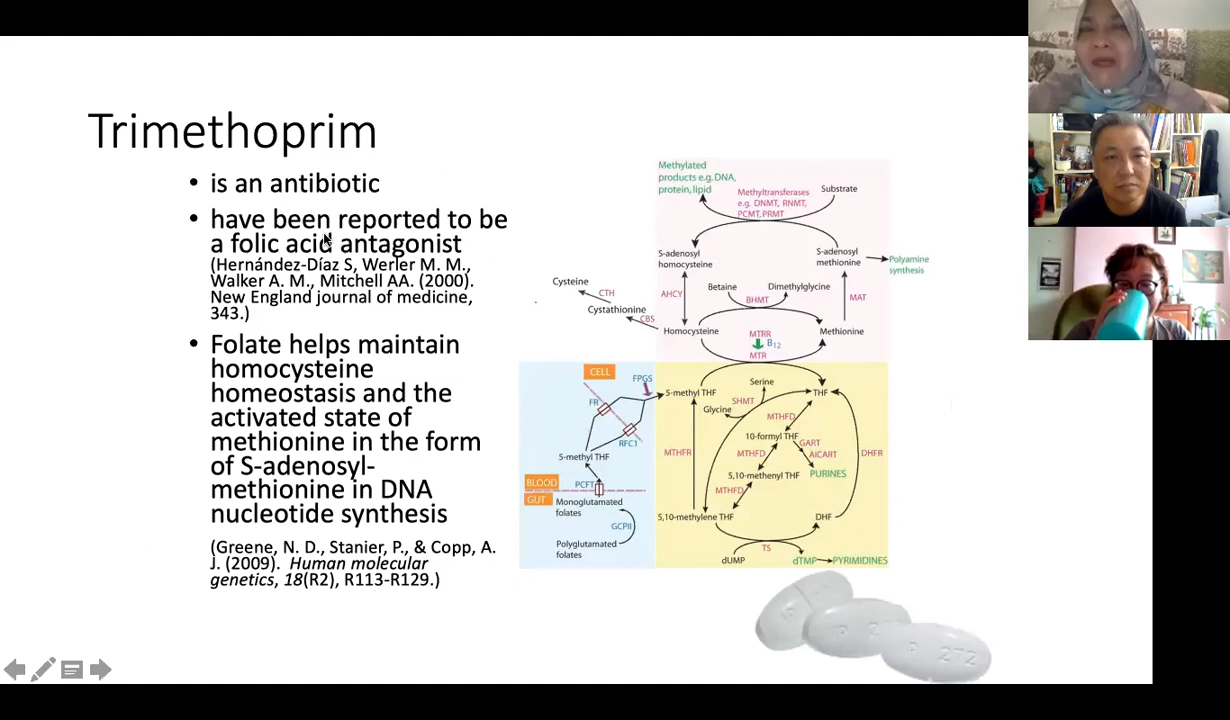 Trimethoprim
• is an antibiotic
• have been reported to be
a folic acid antagonist
(Hernández-Díaz S, Werler M. M.,
Walker A. M., Mitchell AA. (2000).
New England journal of medicine,
343.)
• Folate helps maintain
homocysteine
homeostasis and the
activated state of
methionine in the form
of S-adenosyl-
methionine in DNA
nucleotide synthesis
(Greene, N. D., Stanier, P., & Copp, A.
J. (2009). Human molecular
genetics, 18(R2), R113-R129.)
Methylated
products e.g. DNA,
protein, lipid
Methyltransferases
e.g. DNMT, RNMT,
PCMT, PRMT
Substrate
S-adenosyl
homocysteine
S-adenosyl
methionine
Polyamine
synthesis
Cysteine
CTH
Cystathionine
CBS
AHCY
Betaine
Dimethylglycine
BHMT
MAT
Homocysteine
MTRR
B12
MTR
Methionine
CELL
FPGS
FR
RFC1
5-methyl THF
PCFT
BLOOD
GUT
Monoglutamated
folates
GCPII
Polyglutamated
folates
5-methyl THF
Serine
SHMT
Glycine
THF
MTHFD
10-formyl THF
GART
AICART
MTHFR
MTHFD
DHFR
5,10-methenyl THF
PURINES
MTHFD
5,10-methylene THF
DHF
TS
dUMP
dTMP
PYRIMIDINES